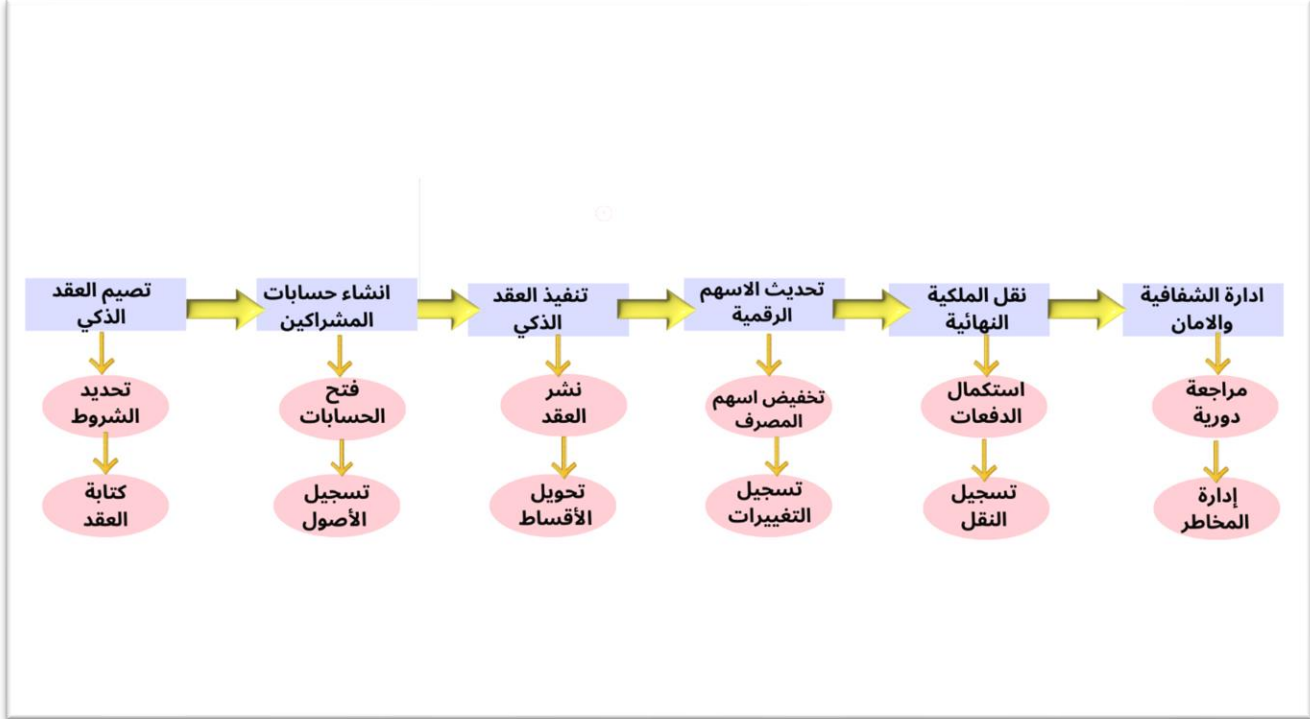 تصيم العقد
الذكي
انشاء حسابات
المشراكين
تنفيذ العقد
الذكي
تحديث الاسهم
الرقمية
نقل الملكية
النهائية
ادارة الشفافية
والامان
تحديد
الشروط
فتح
الحسابات
نشر
العقد
تخفيض اسهم
المصرف
استكمال
الدفعات
مراجعة
دورية
كتابة
العقد
تسجيل
الأصول
تحويل
الأقساط
تسجيل
التغييرات
تسجيل
النقل
إدارة
المخاطر